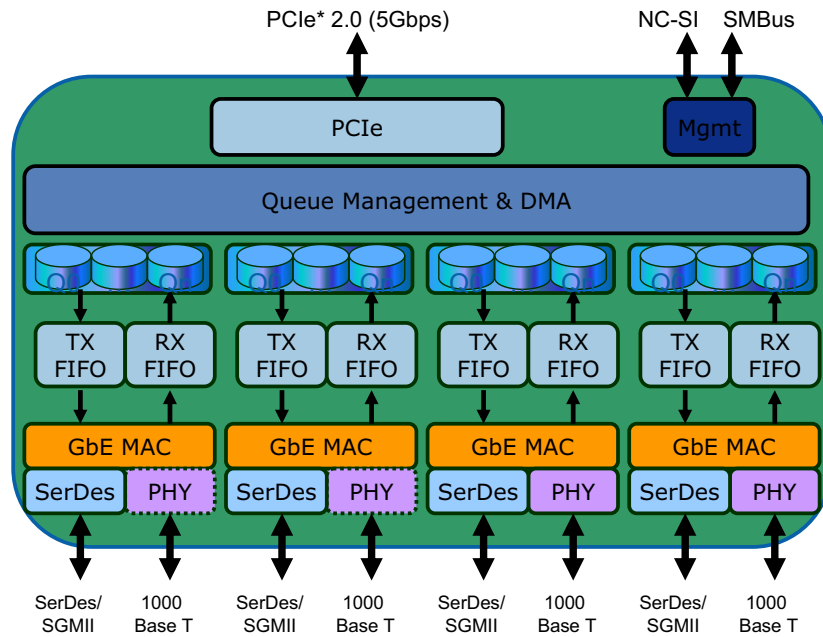 PCIe* 2.0 (5Gbps) NC-SI SMBus
PCIe Mgmt
Queue Management & DMA
TX RX TX RX TX RX TX RX
FIFO FIFO FIFO FIFO FIFO FIFO FIFO FIFO
GbE MAC GbE MAC GbE MAC GbE MAC
SerDes PHY SerDes PHY SerDes PHY SerDes PHY
SerDes/ 1000 SerDes/ 1000 SerDes/ 1000 SerDes/ 1000
SGMII Base T SGMII Base T SGMII Base T SGMII Base T